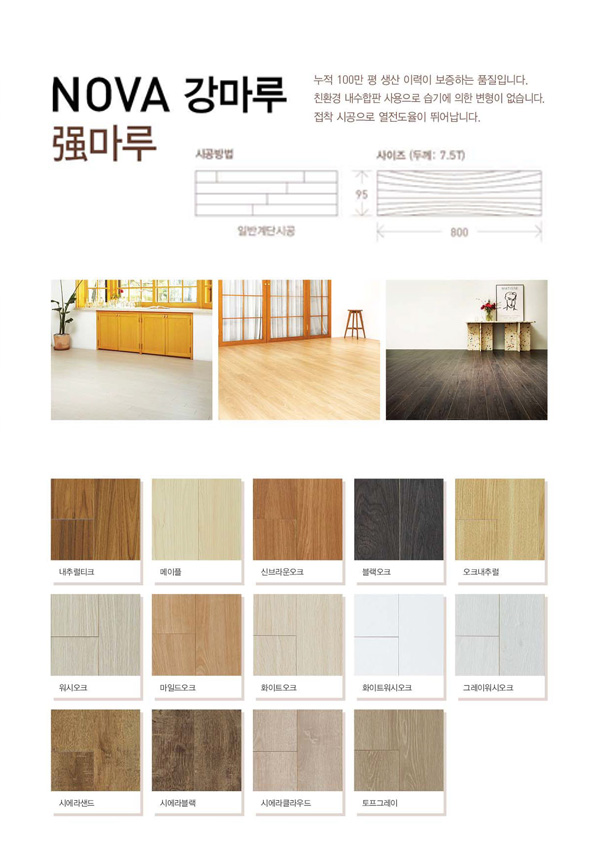 NOVA 강마루
强마루
누적 100만 평 생산 이력이 보증하는 품질입니다.
친환경 내수합판 사용으로 습기에 의한 변형이 없습니다.
접착 시공으로 열전도율이 뛰어납니다.
시공방법
일반계단시공
사이즈 (두께: 7.5T)
95
800
내추럴티크
메이플
신브라운오크
블랙오크
오크내추럴
워시오크
마일드오크
화이트오크
화이트워시오크
그레이워시오크
시에라샌드
시에라블랙
시에라클라우드
토프그레이